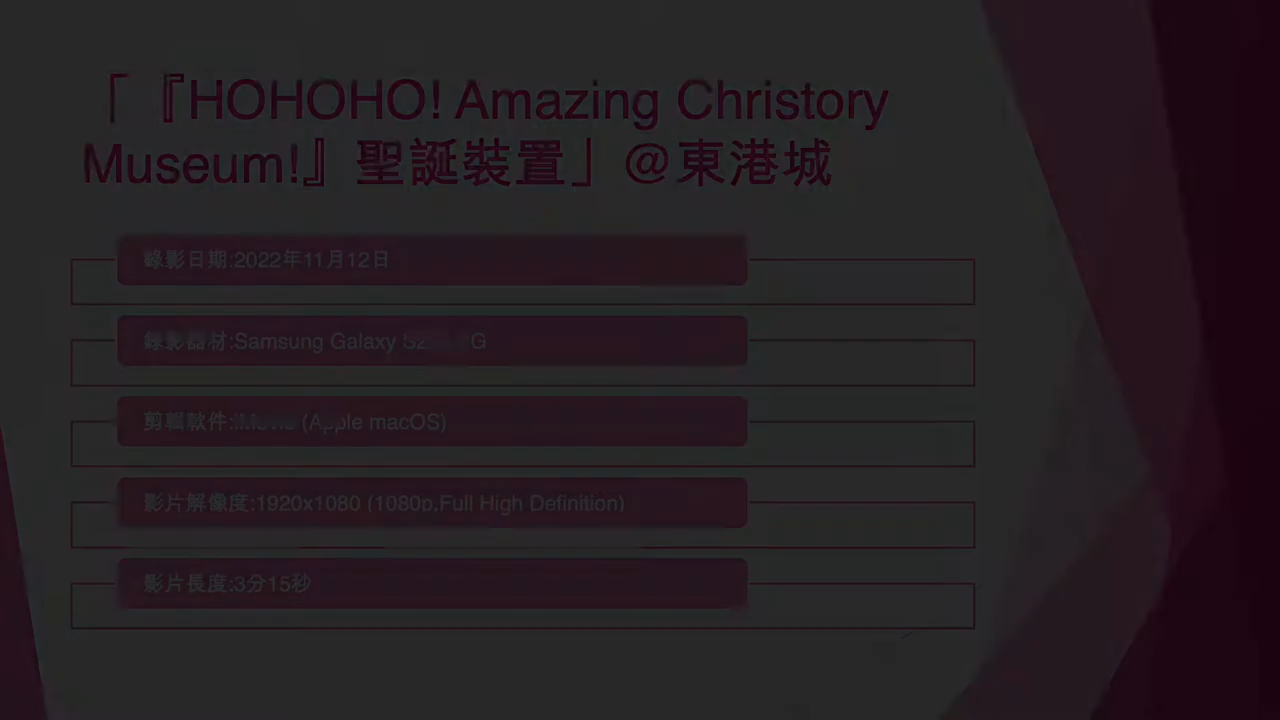 「『HOHOHO! Amazing Christory
Museum!』聖誕裝置」@東港城
錄影日期:2022年11月12日
錄影器材:Samsung Galaxy
剪輯軟件:iMovie (Apple macOS)
影片解像度:1920x1080 (1080p,Full High Definition)
影片長度:3分15秒